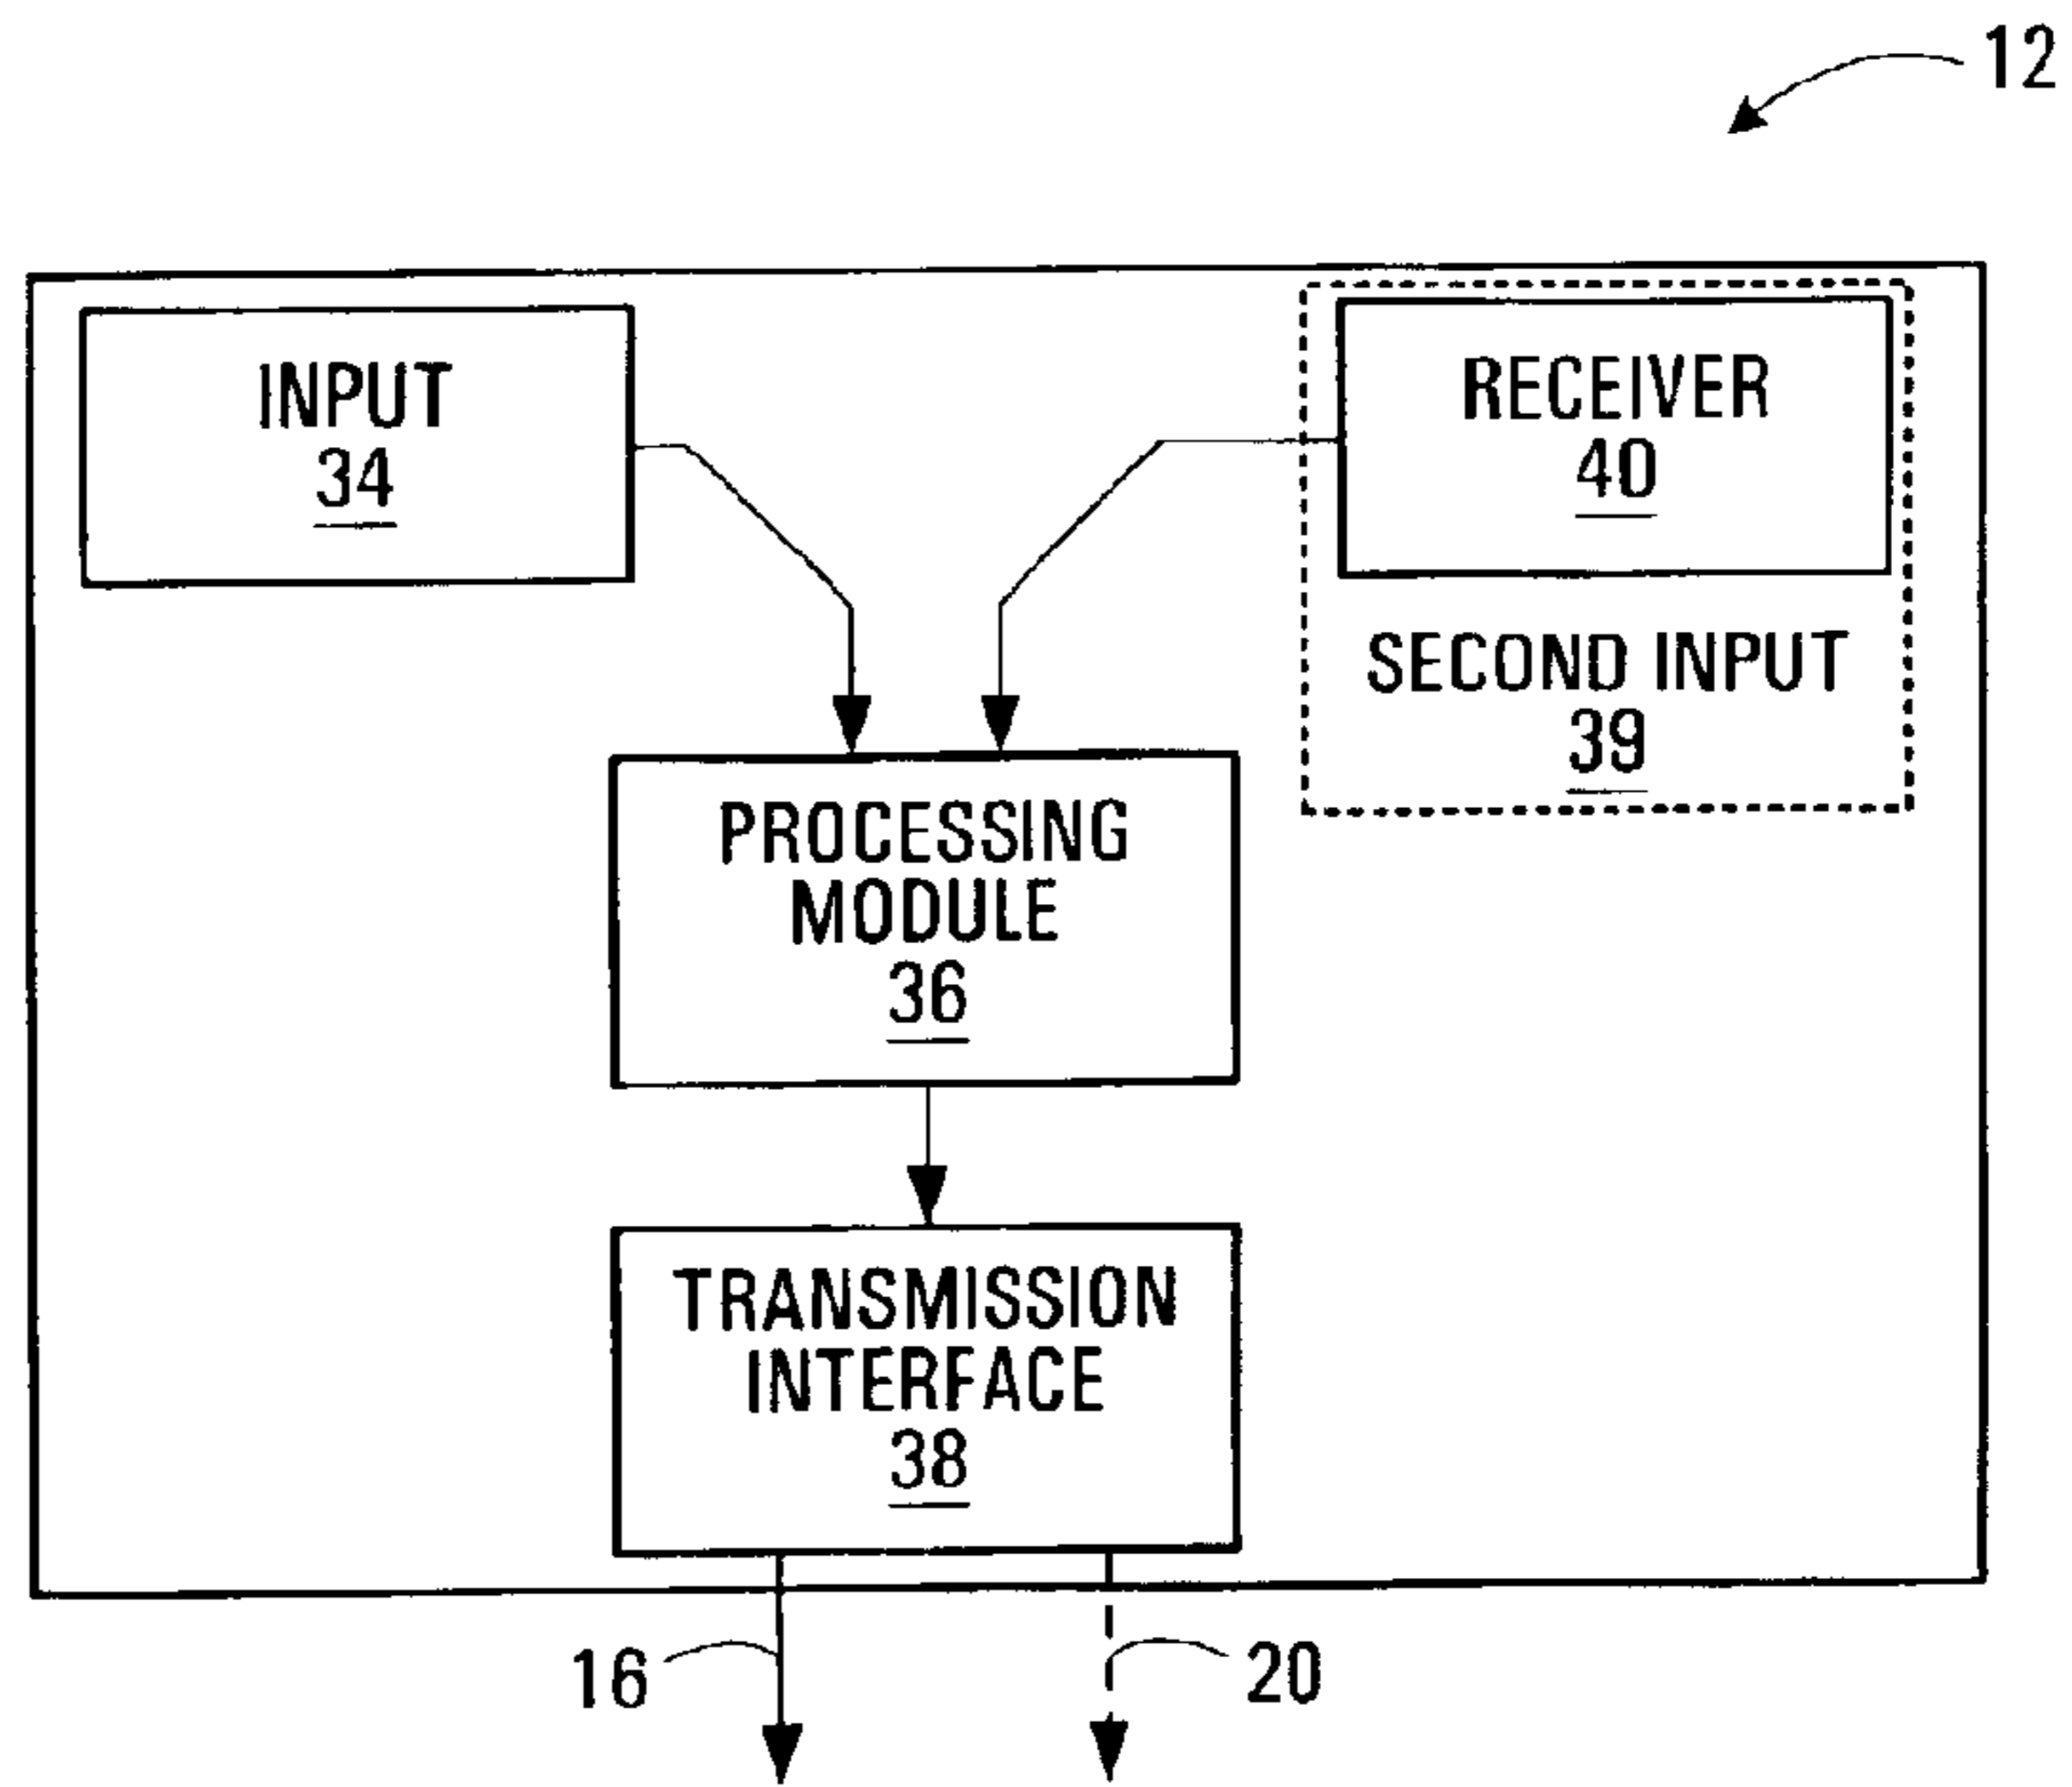 12
INPUT
34
RECEIVER
40
SECOND INPUT
39
PROCESSING
MODULE
36
TRANSMISSION
INTERFACE
38
16
20